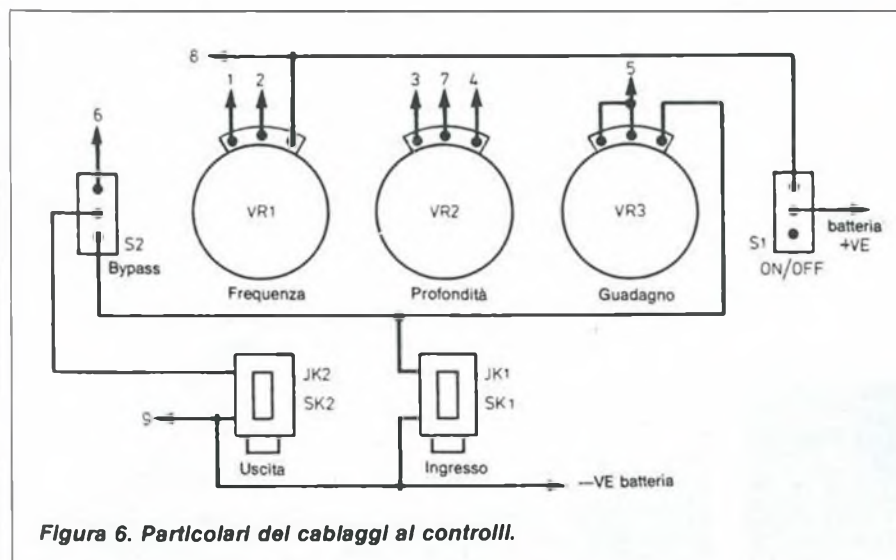 8
1 2 3 7 4 5
6
VR1 VR2 VR3
S2
Bypass
S1
ON/OFF
batteria
+VE
Frequenza Profondità Guadagno
JK2
SK2
JK1
SK1
9
Uscita Ingresso
—VE batteria
Figura 6. Particolari dei cablaggi ai controlli.